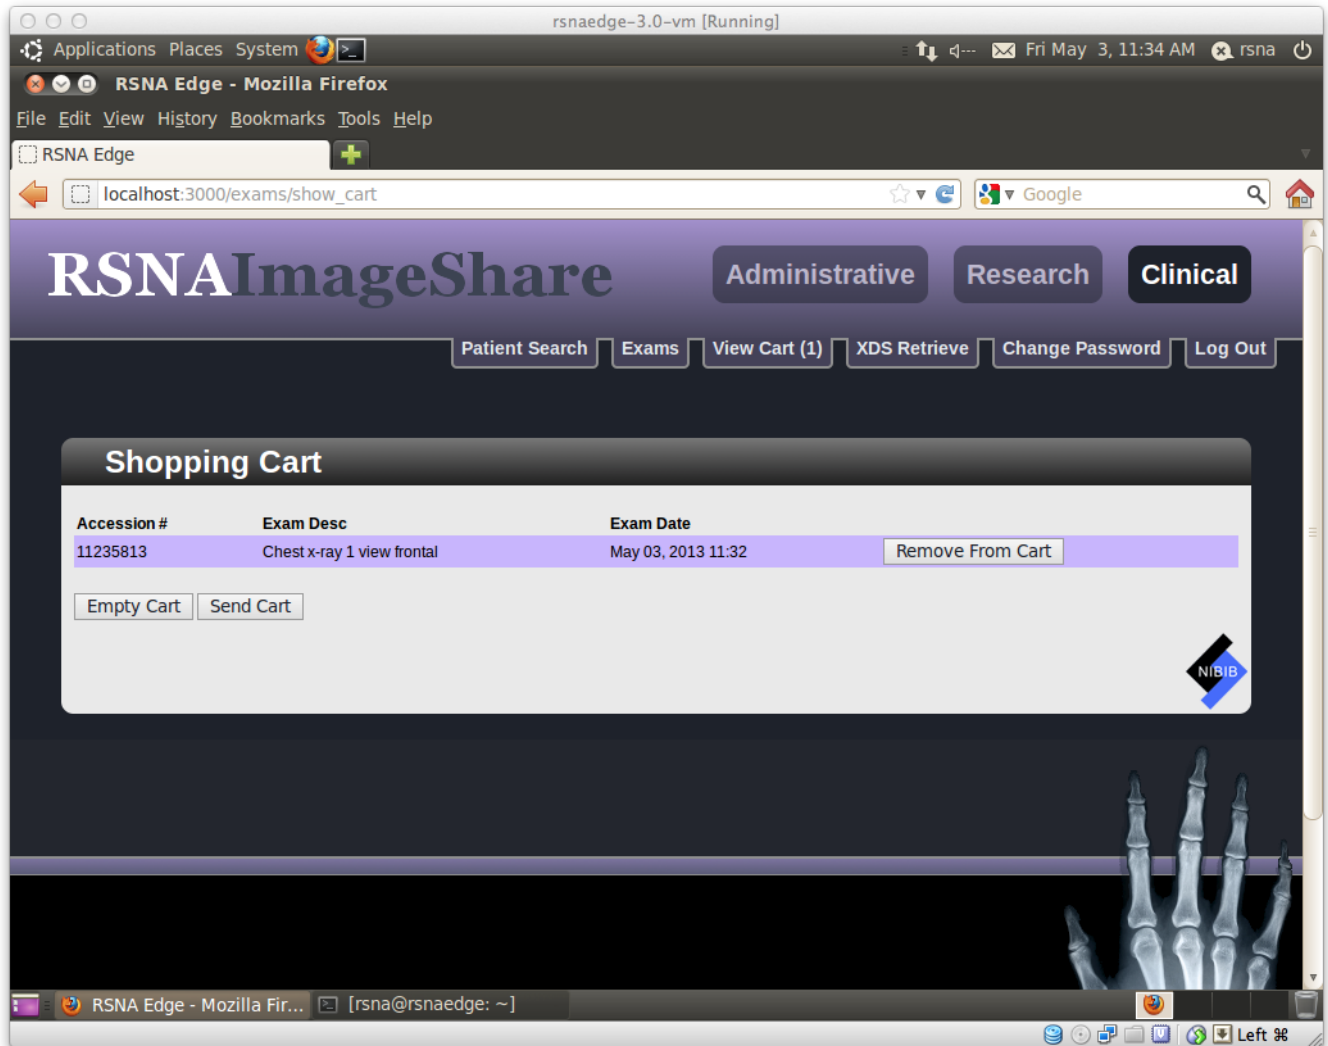 rsnaedge-3.0-vm [Running]
Applications Places System Fri May 3, 11:34 AM rsna
RSNA Edge - Mozilla Firefox
File Edit View History Bookmarks Tools Help
RSNA Edge
localhost:3000/exams/show_cart Google
RSNAImageShare Administrative Research Clinical
Patient Search Exams View Cart (1) XDS Retrieve Change Password Log Out
Shopping Cart
Accession # Exam Desc Exam Date
11235813 Chest x-ray 1 view frontal May 03, 2013 11:32 Remove From Cart
Empty Cart Send Cart
NIBIB
RSNA Edge - Mozilla Fir... [rsna@rsnaedge: ~]
Left ⌘